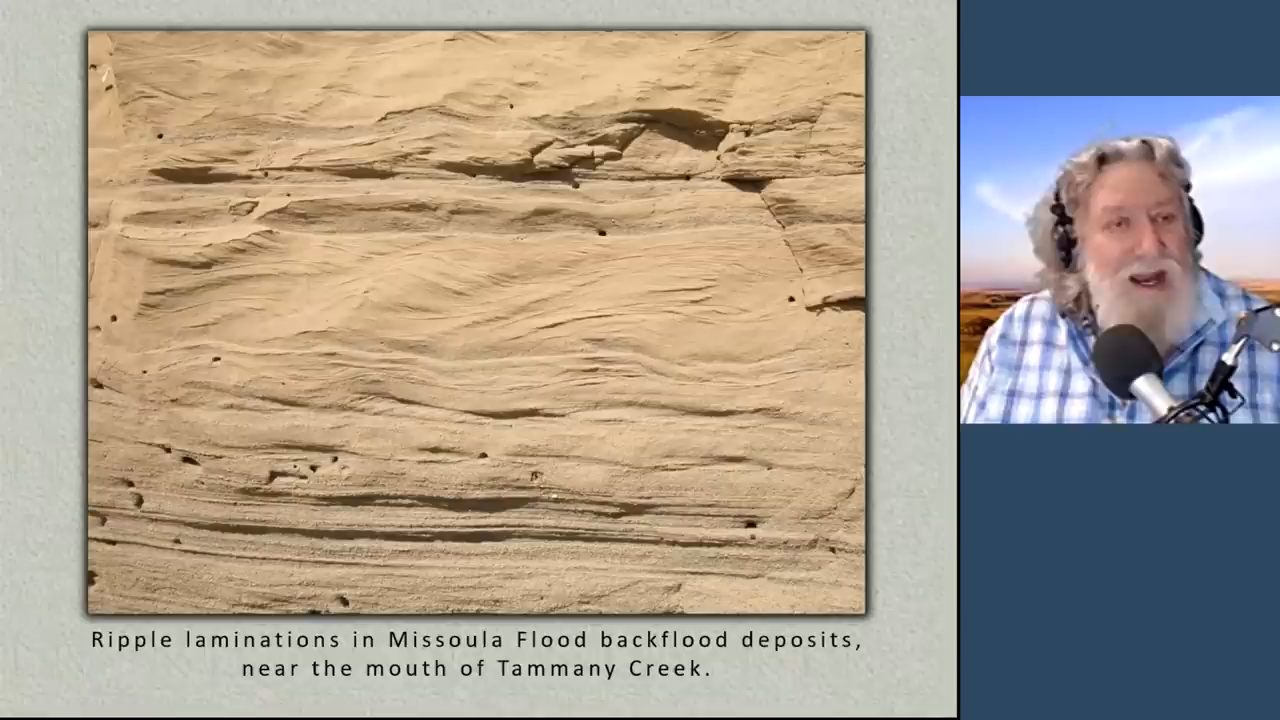 Ripple laminations in Missoula Flood backflood deposits,
near the mouth of Tammany Creek.